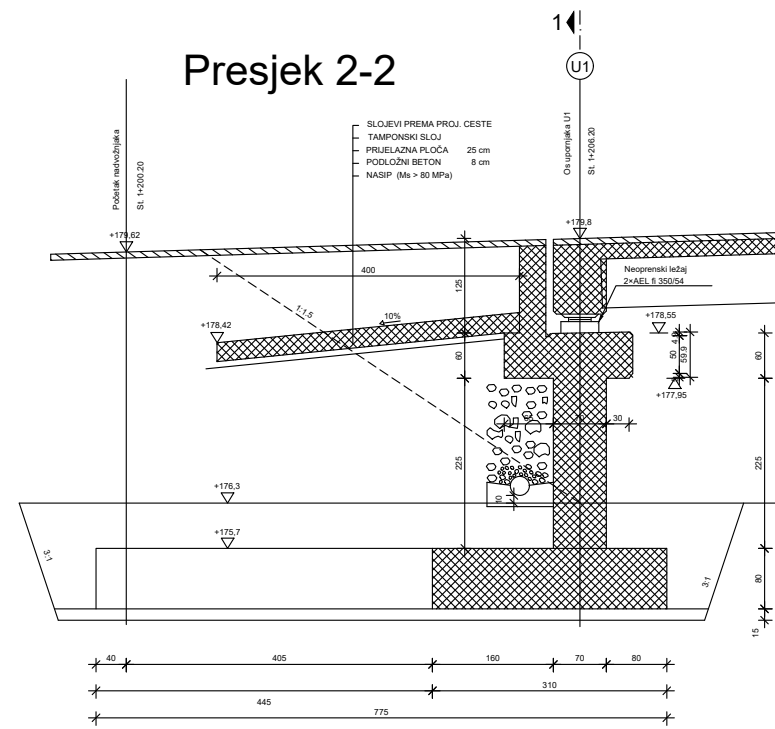 1
U1
Presjek 2-2
SLOJEVI PREMA PROJ. CESTE
TAMPONSKI SLOJ
PRIJELAZNA PLOČA 25 cm
PODLOŽNI BETON 8 cm
NASIP (Ms > 80 MPa)
Početak nadvožnjaka
St. 1+200.20
Os upornjaka U1
St. 1+206.20
+179,62
+179,8
400
125
Neoprenski ležaj
2×AEL fi 350/54
1:1.5
10%
+178,42
+178,55
60
50
4.9
59.9
60
+177,95
65
70
30
225
225
10
+176,3
+175,7
3:1
3:1
80
15
40
405
160
70
80
445
310
775